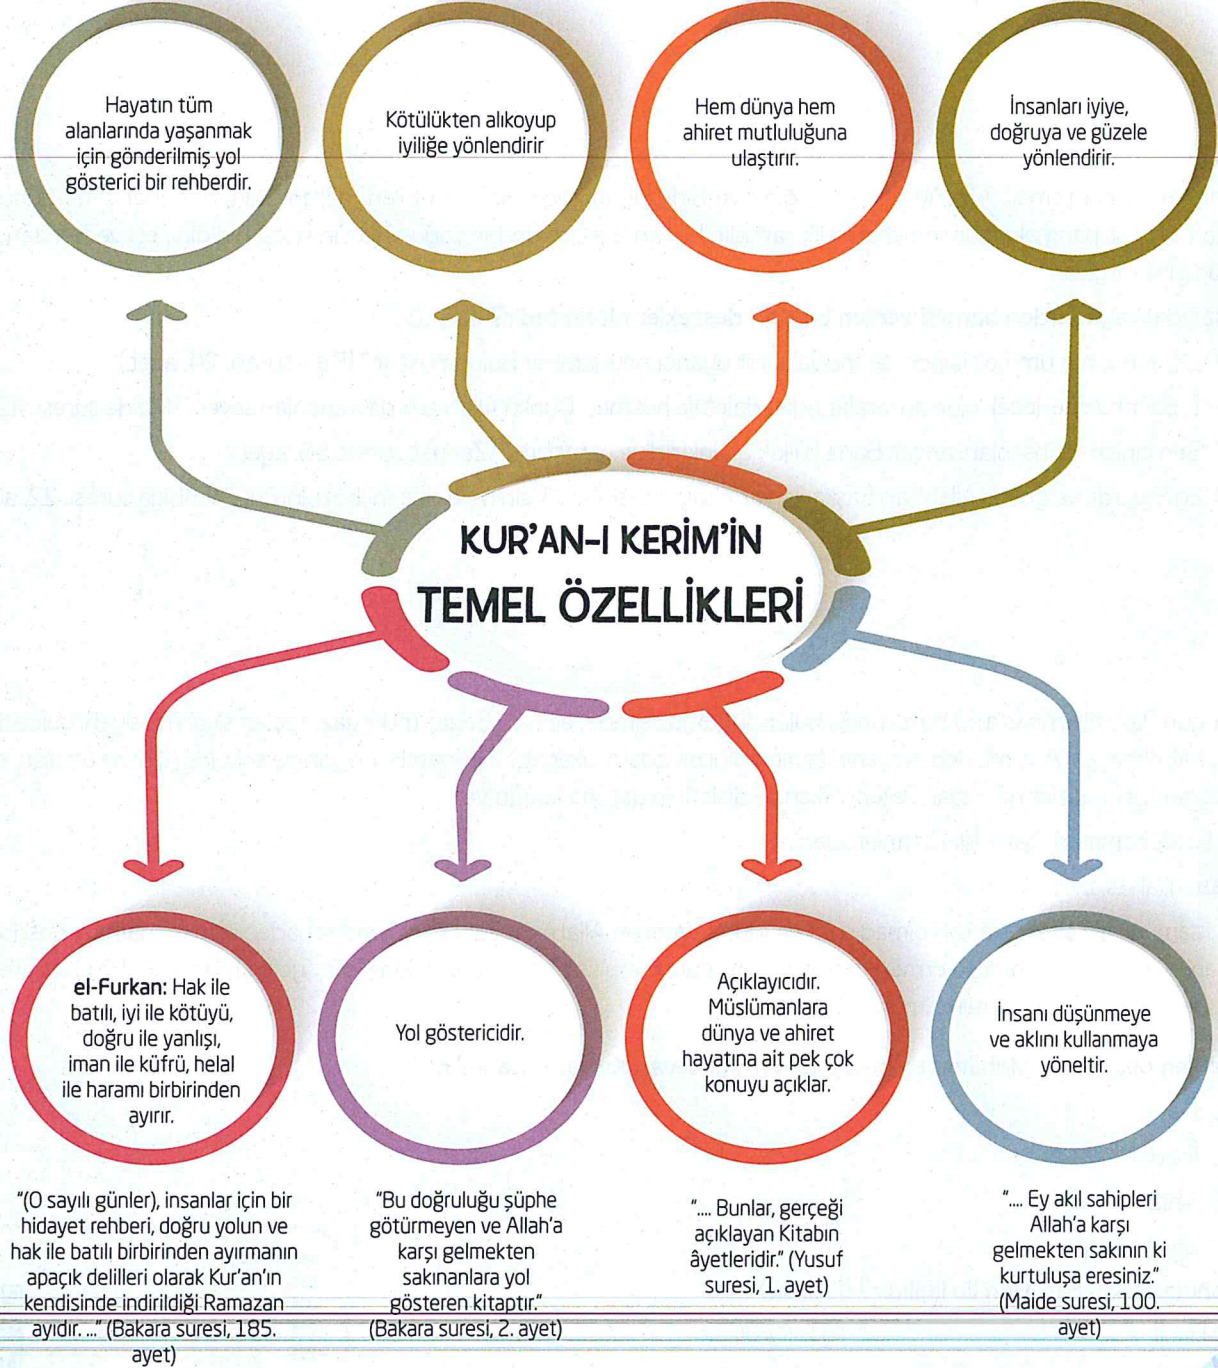 Hayatın tüm
alanlarında yaşanmak
için gönderilmiş yol
gösterici bir rehberdir.
Kötülükten alıkoyup
iyiliğe yönlendirir
Hem dünya hem
ahiret mutluluğuna
ulaştırır.
İnsanları iyiye,
doğruya ve güzele
yönlendirir.
KUR'AN-I KERİM'İN
TEMEL ÖZELLİKLERİ
el-Furkan: Hak ile
batılı, iyi ile kötüyü,
doğru ile yanlışı,
iman ile küfrü, helal
ile haramı birbirinden
ayırır.
Yol göstericidir.
Açıklayıcıdır.
Müslümanlara
dünya ve ahiret
hayatına ait pek çok
konuyu açıklar.
İnsanı düşünmeye
ve aklını kullanmaya
yöneltir.
"(O sayılı günler), insanlar için bir
hidayet rehberi, doğru yolun ve
hak ile batılı birbirinden ayırmanın
apaçık delilleri olarak Kur'an'ın
kendisinde indirildiği Ramazan
ayıdır. ..." (Bakara suresi, 185.
ayet)
"Bu doğruluğu şüphe
götürmeyen ve Allah'a
karşı gelmekten
sakınanlara yol
gösteren kitaptır."
(Bakara suresi, 2. ayet)
".... Bunlar, gerçeği
açıklayan Kitabın
âyetleridir." (Yusuf
suresi, 1. ayet)
".... Ey akıl sahipleri
Allah'a karşı
gelmekten sakının ki
kurtuluşa eresiniz."
(Maide suresi, 100.
ayet)